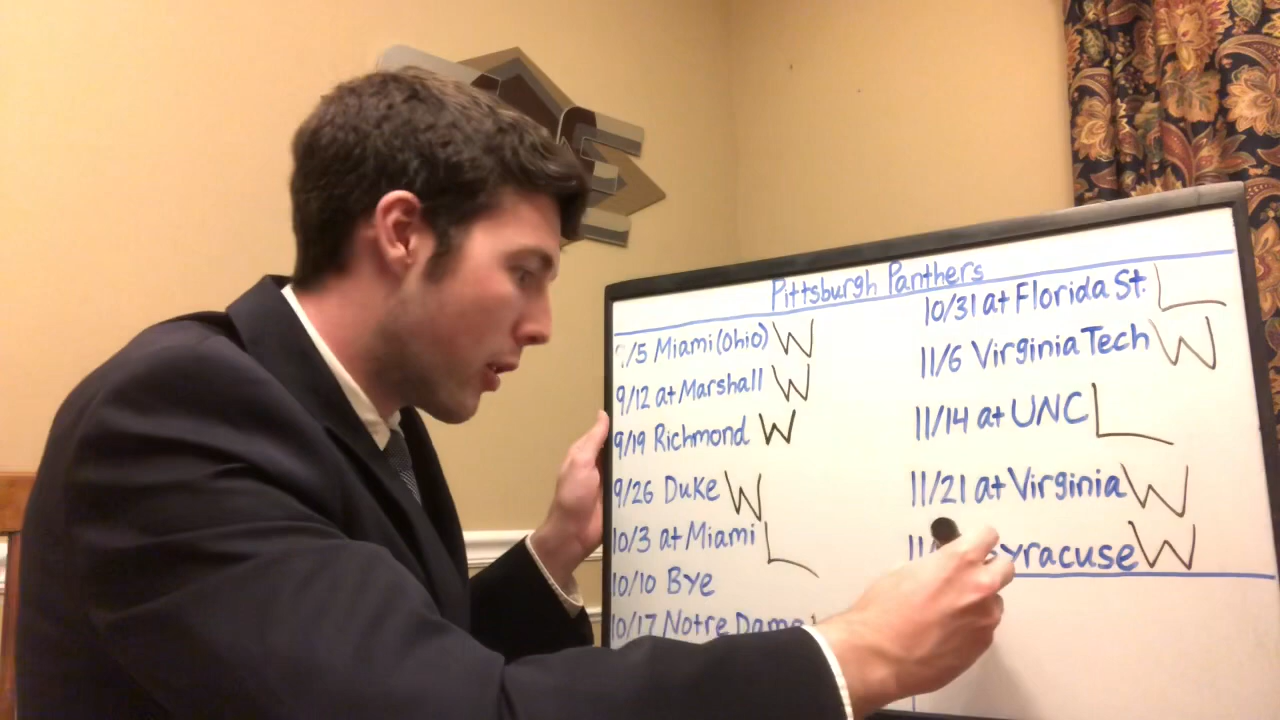 Pittsburgh Panthers
/5 Miami (Ohio) W
9/12 at Marshall W
9/19 Richmond W
9/26 Duke W
10/3 at Miami L
10/10 Bye
10/17 Notre Dame
10/31 at Florida St. L
11/6 Virginia Tech W
11/14 at UNC L
11/21 at Virginia W
11/ yracuse W